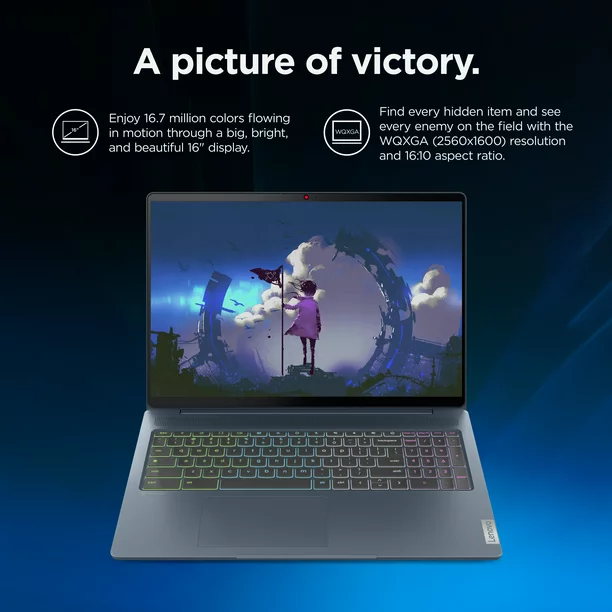 A picture of victory.
16"
Enjoy 16.7 million colors flowing
in motion through a big, bright,
and beautiful 16" display.
WQXGA
Find every hidden item and see
every enemy on the field with the
WQXGA (2560x1600) resolution
and 16:10 aspect ratio.
Lenovo